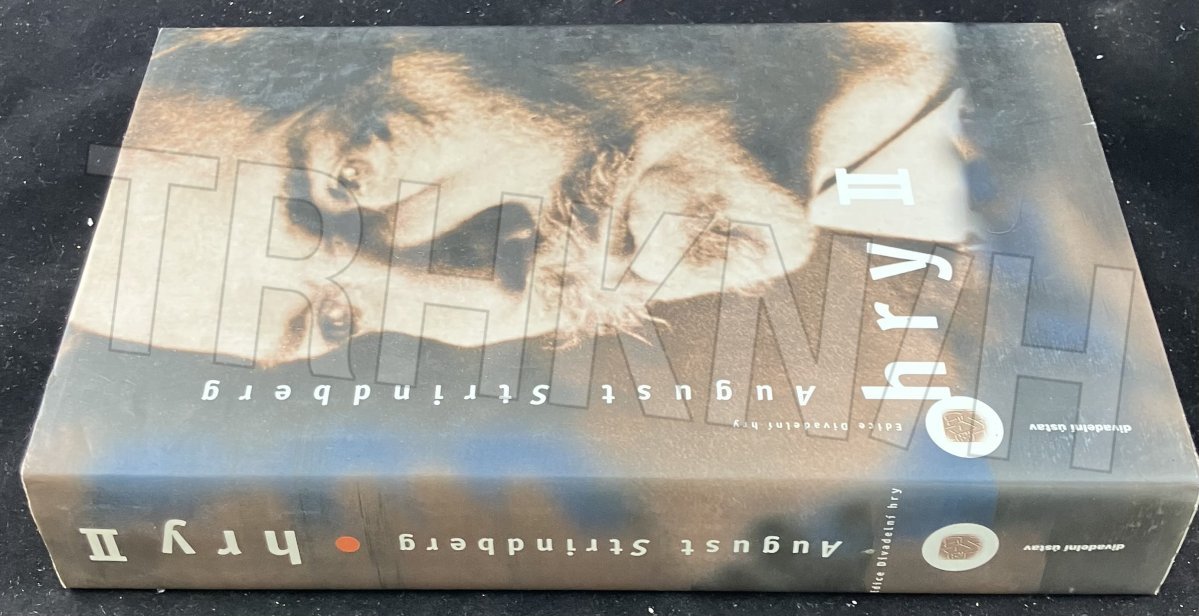 August Strindberg
Edice Divadelní hry
hry II
divadelní ústav
August Strindberg • hry II
Edice Divadelní hry
divadelní ústav
TRHKNIH